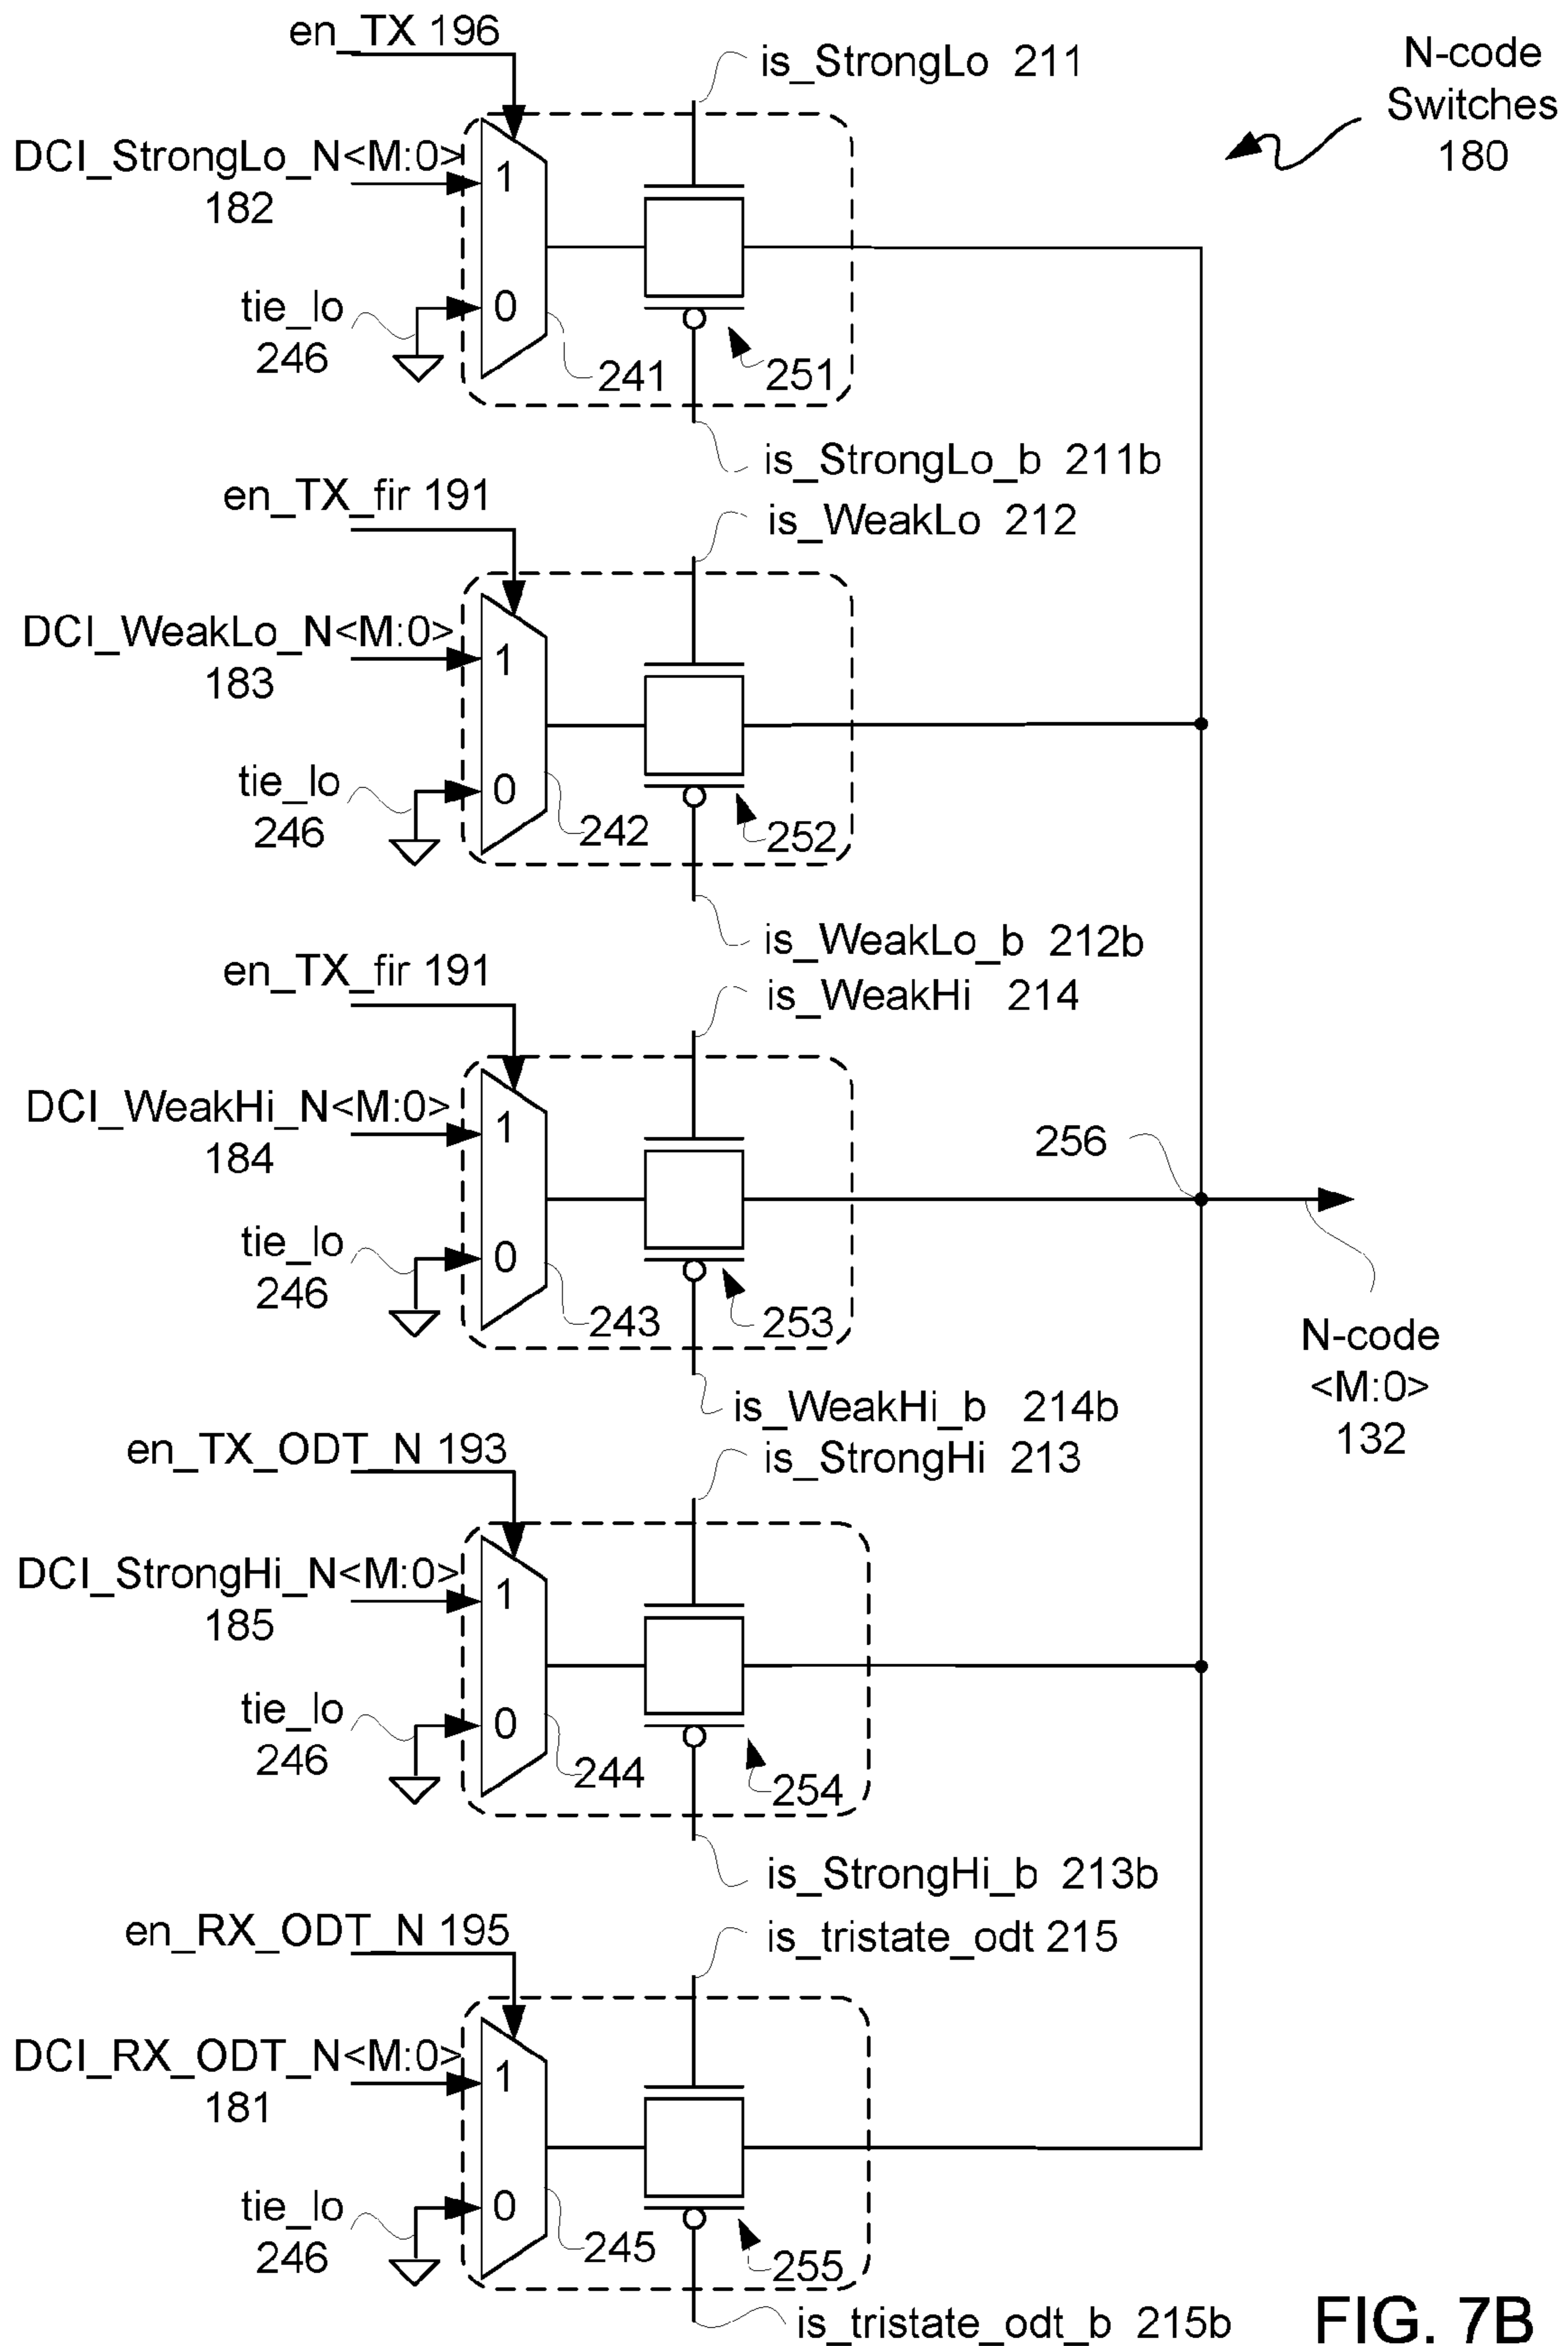 en_TX 196
is_StrongLo 211
N-code
Switches
180
DCI_StrongLo_N<M:0>
182
1
tie_lo
246
0
241
251
is_StrongLo_b 211b
en_TX_fir 191
is_WeakLo 212
DCI_WeakLo_N<M:0>
183
1
tie_lo
246
0
242
252
is_WeakLo_b 212b
en_TX_fir 191
is_WeakHi 214
DCI_WeakHi_N<M:0>
184
1
256
tie_lo
246
0
243
253
N-code
<M:0>
132
is_WeakHi_b 214b
en_TX_ODT_N 193
is_StrongHi 213
DCI_StrongHi_N<M:0>
185
1
tie_lo
246
0
244
254
is_StrongHi_b 213b
en_RX_ODT_N 195
is_tristate_odt 215
DCI_RX_ODT_N<M:0>
181
1
tie_lo
246
0
245
255
is_tristate_odt_b 215b
FIG. 7B